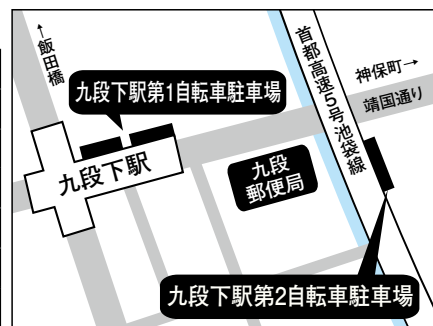 ↑飯田橋
九段下駅第1自転車駐車場
九段下駅
首都高速5号池袋線
神保町→
靖国通り
九段
郵便局
九段下駅第2自転車駐車場